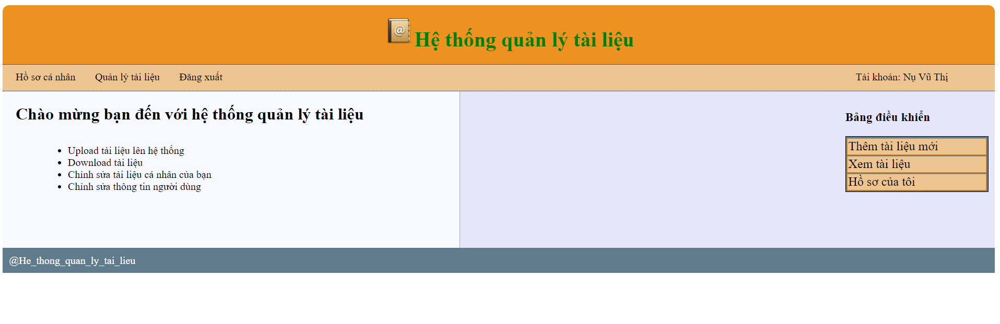 @
Hệ thống quản lý tài liệu
Hồ sơ cá nhân Quản lý tài liệu Đăng xuất Tài khoản: Nụ Vũ Thị
Chào mừng bạn đến với hệ thống quản lý tài liệu
Upload tài liệu lên hệ thống
Download tài liệu
Chỉnh sửa tài liệu cá nhân của bạn
Chỉnh sửa thông tin người dùng
Bảng điều khiển
Thêm tài liệu mới
Xem tài liệu
Hồ sơ của tôi
@He_thong_quan_ly_tai_lieu